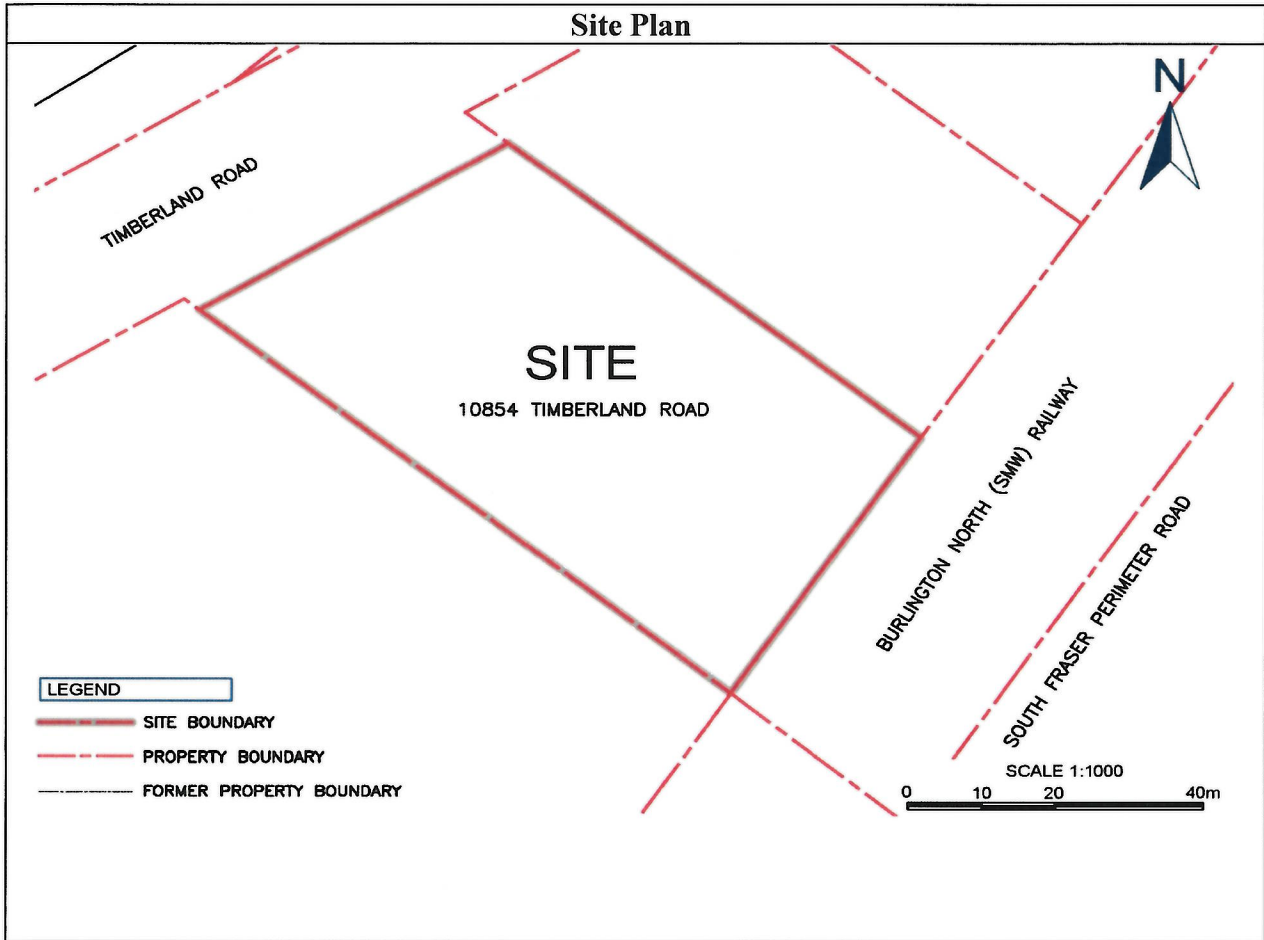 Site Plan
N
TIMBERLAND ROAD
SITE
10854 TIMBERLAND ROAD
BURLINGTON NORTH (SMW) RAILWAY
SOUTH FRASER PERIMETER ROAD
LEGEND
SITE BOUNDARY
PROPERTY BOUNDARY
FORMER PROPERTY BOUNDARY
SCALE 1:1000
0 10 20 40m